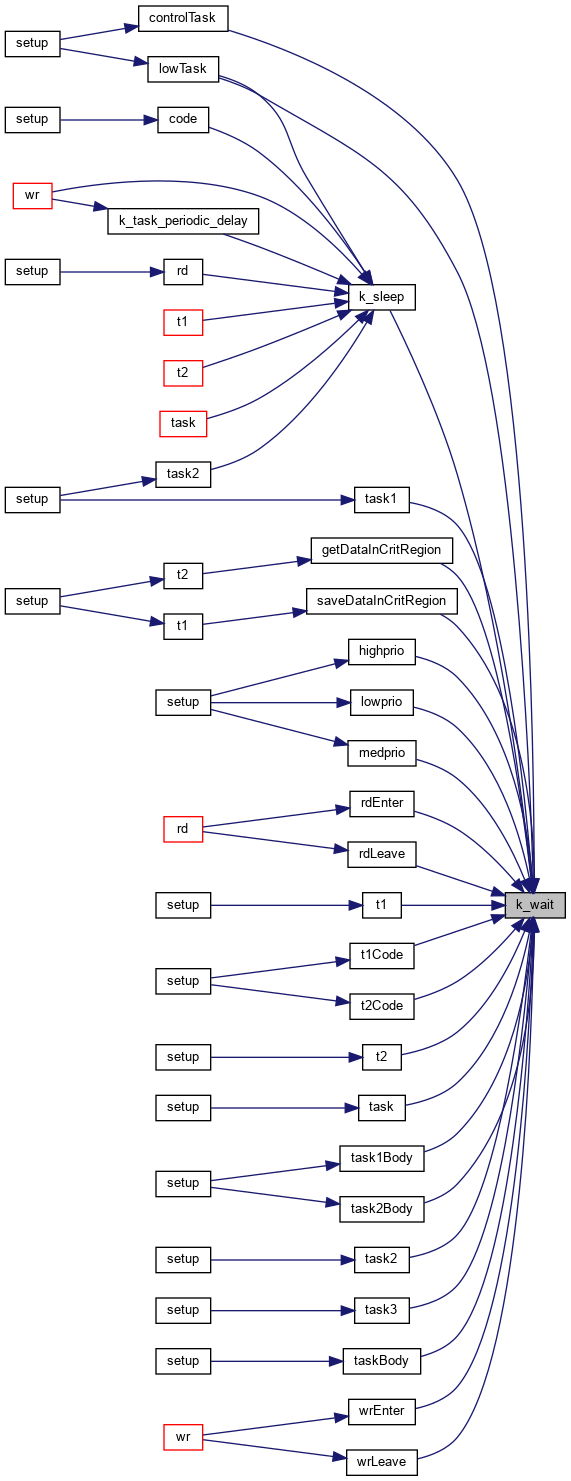 controlTask
setup
lowTask
setup
code
wr
k_task_periodic_delay
setup
rd
k_sleep
t1
t2
task
task2
setup
task1
getDataInCritRegion
t2
setup
saveDataInCritRegion
t1
highprio
setup
lowprio
medprio
rdEnter
rd
rdLeave
setup
t1
k_wait
t1Code
setup
t2Code
setup
t2
setup
task
task1Body
setup
task2Body
setup
task2
setup
task3
setup
taskBody
wrEnter
wr
wrLeave